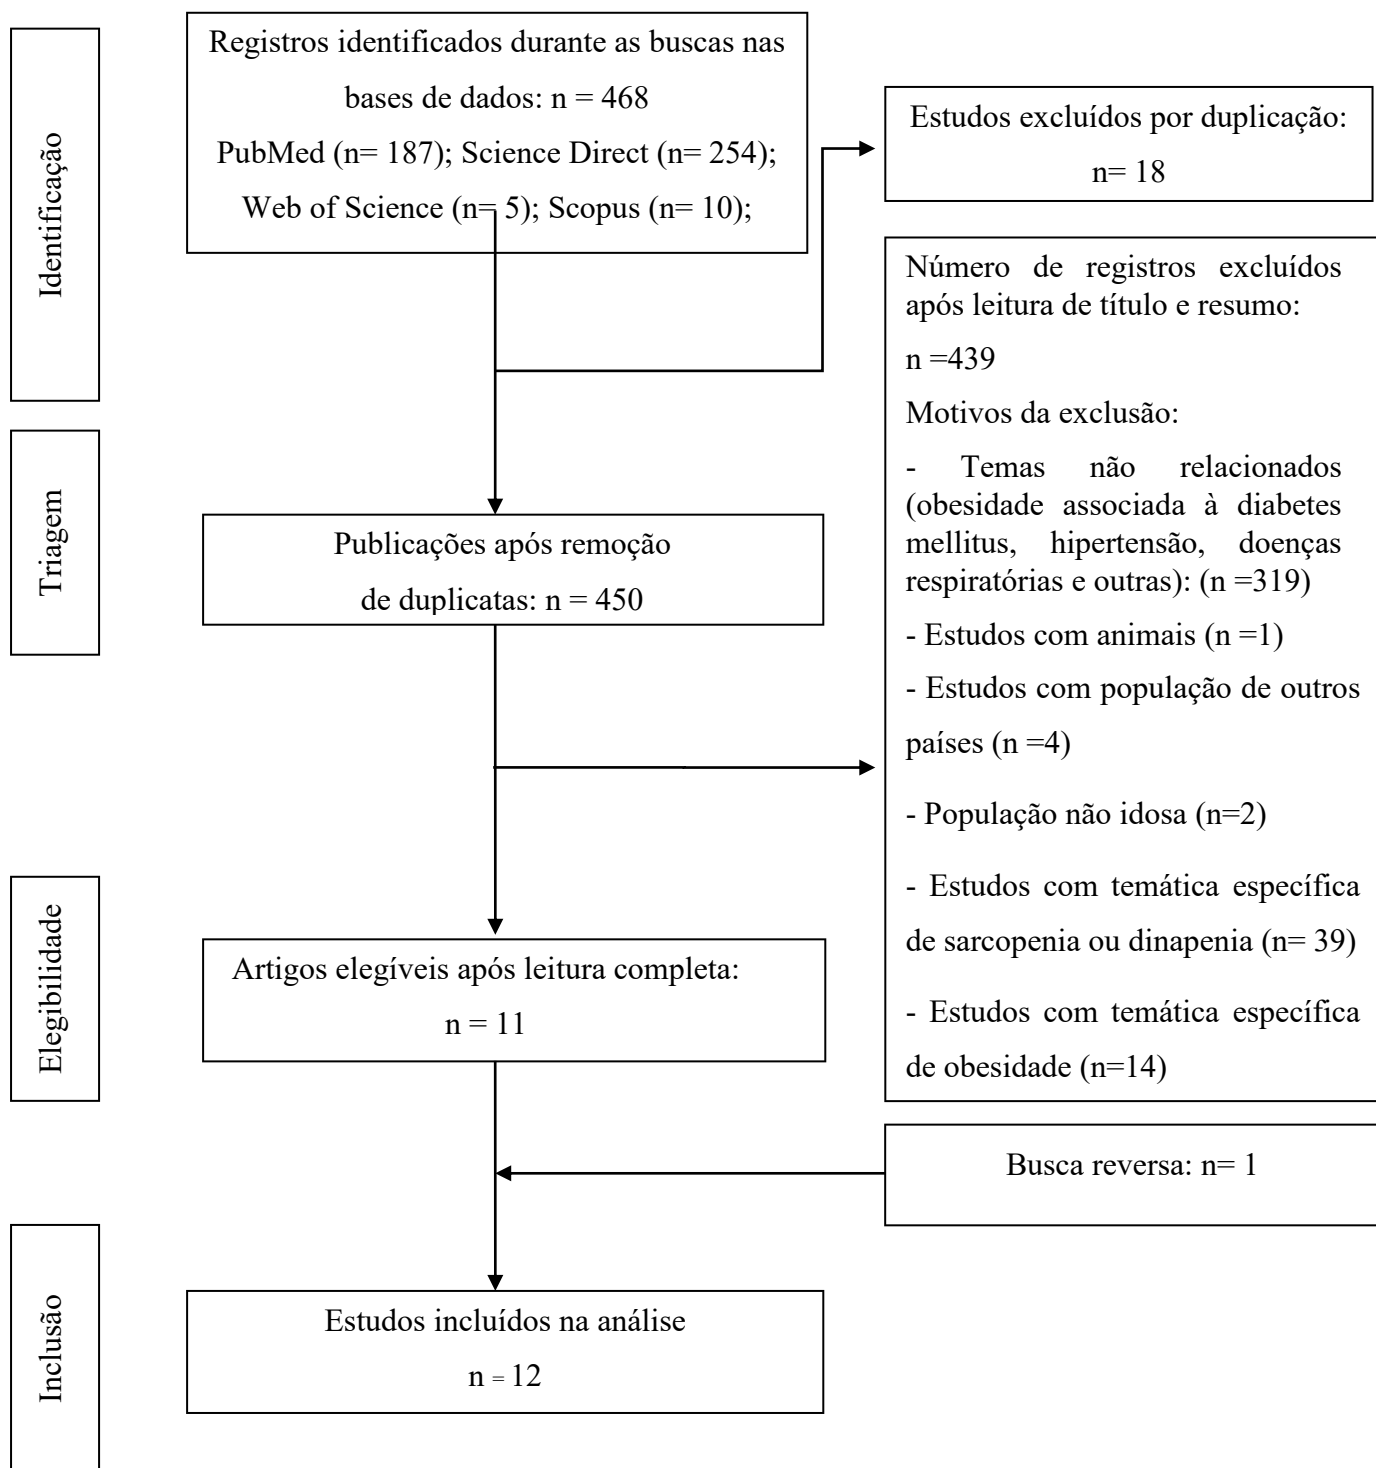 Identificação
Registros identificados durante as buscas nas
bases de dados: n = 468
PubMed (n= 187); Science Direct (n= 254);
Web of Science (n= 5); Scopus (n= 10);
Estudos excluídos por duplicação:
n= 18
Número de registros excluídos
após leitura de título e resumo:
n =439
Motivos da exclusão:
- Temas não relacionados
(obesidade associada à diabetes
mellitus, hipertensão, doenças
respiratórias e outras): (n =319)
- Estudos com animais (n =1)
- Estudos com população de outros
países (n =4)
- População não idosa (n=2)
- Estudos com temática específica
de sarcopenia ou dinapenia (n= 39)
- Estudos com temática específica
de obesidade (n=14)
Triagem
Publicações após remoção
de duplicatas: n = 450
Elegibilidade
Artigos elegíveis após leitura completa:
n = 11
Busca reversa: n= 1
Inclusão
Estudos incluídos na análise
n = 12